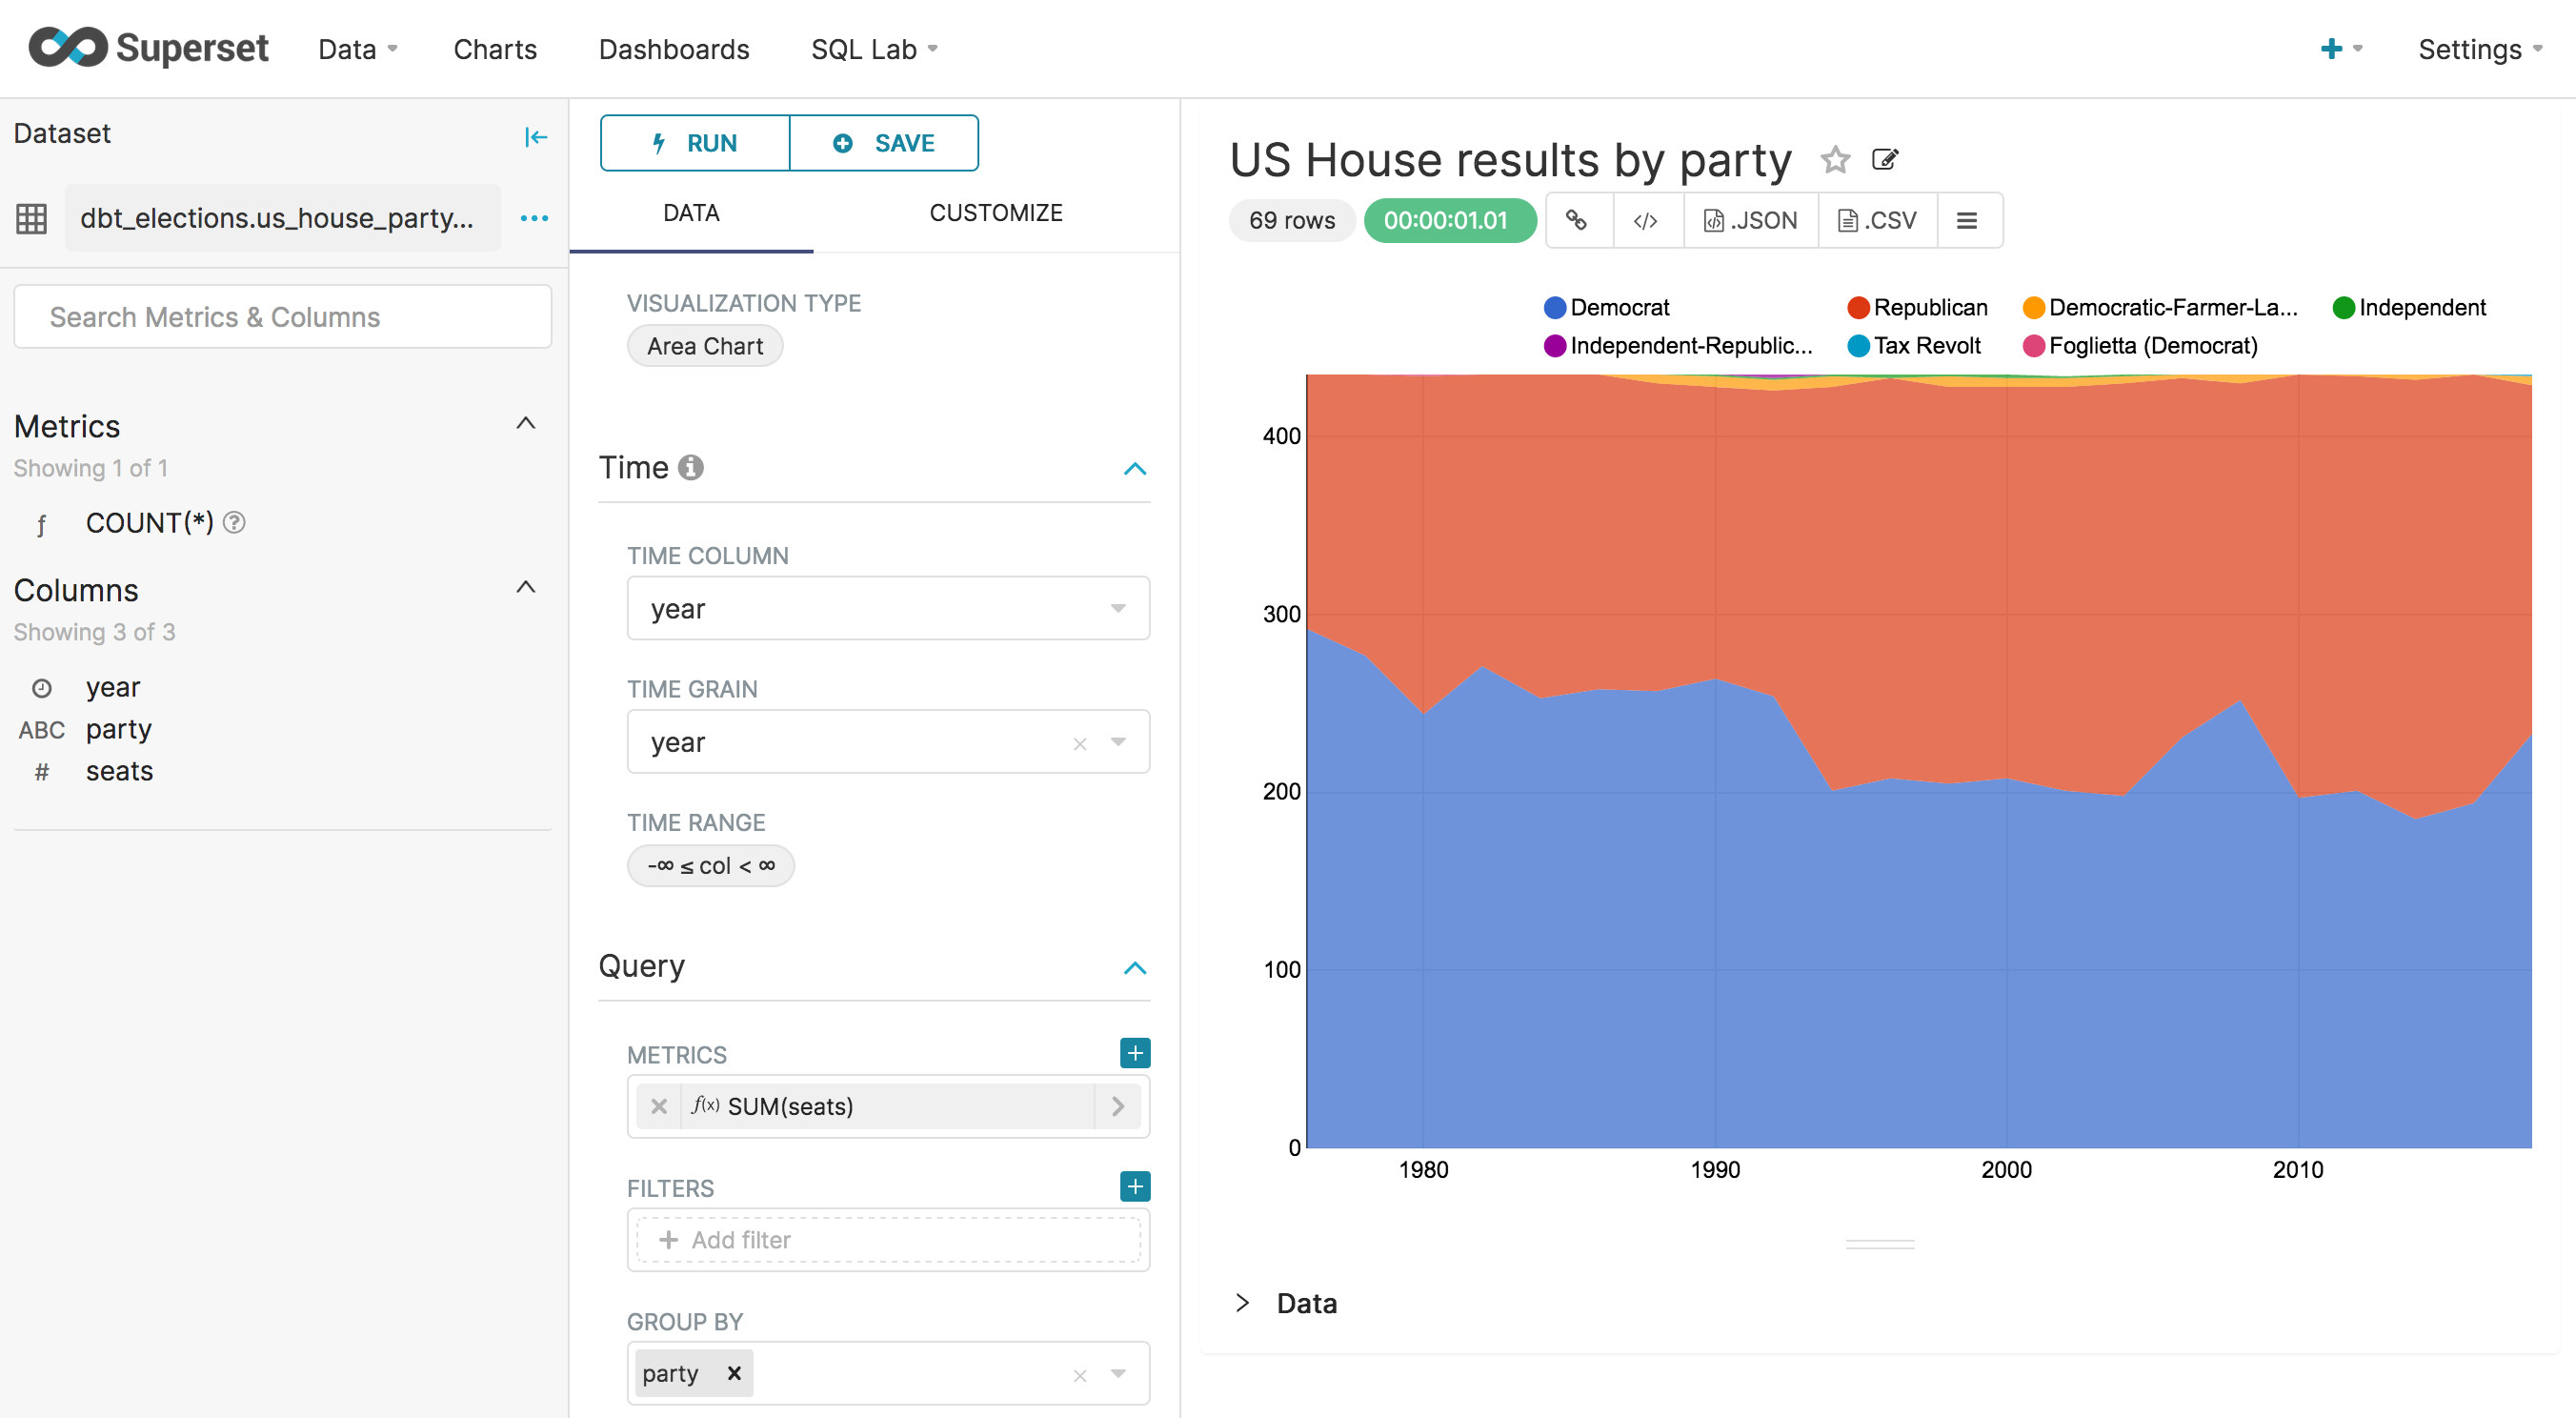 Superset Data Charts Dashboards SQL Lab + Settings
Dataset
dbt_elections.us_house_party...
Search Metrics & Columns
Metrics
Showing 1 of 1
ƒ COUNT(*) ?
Columns
Showing 3 of 3
year
ABC party
# seats
RUN SAVE
DATA CUSTOMIZE
VISUALIZATION TYPE
Area Chart
Time i
TIME COLUMN
year
TIME GRAIN
year ×
TIME RANGE
-∞ ≤ col < ∞
Query
METRICS +
× ƒ(x) SUM(seats)
FILTERS +
+ Add filter
GROUP BY
party × ×
US House results by party
69 rows 00:00:01.01 </> .JSON .CSV
Democrat Republican Democratic-Farmer-La... Independent
Independent-Republic... Tax Revolt Foglietta (Democrat)
400
300
200
100
0
1980 1990 2000 2010
Data